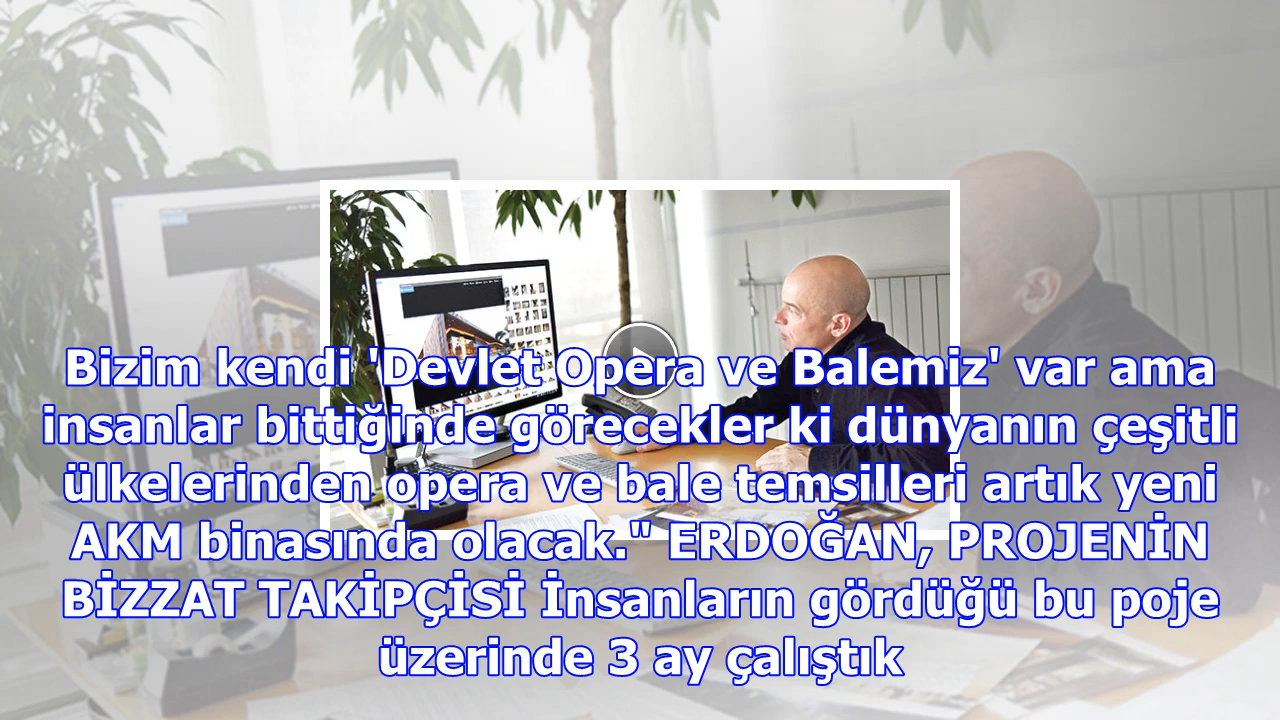 Bizim kendi 'Devlet Opera ve Balemiz' var ama
insanlar bittiğinde görecekler ki dünyanın çeşitli
ülkelerinden opera ve bale temsilleri artık yeni
AKM binasında olacak." ERDOĞAN, PROJENİN
BİZZAT TAKİPÇİSİ İnsanların gördüğü bu poje
üzerinde 3 ay çalıştık